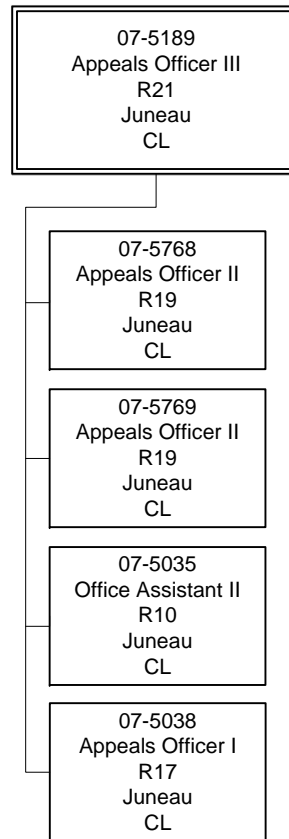 07-5189
Appeals Officer III
R21
Juneau
CL
07-5768
Appeals Officer II
R19
Juneau
CL
07-5769
Appeals Officer II
R19
Juneau
CL
07-5035
Office Assistant II
R10
Juneau
CL
07-5038
Appeals Officer I
R17
Juneau
CL